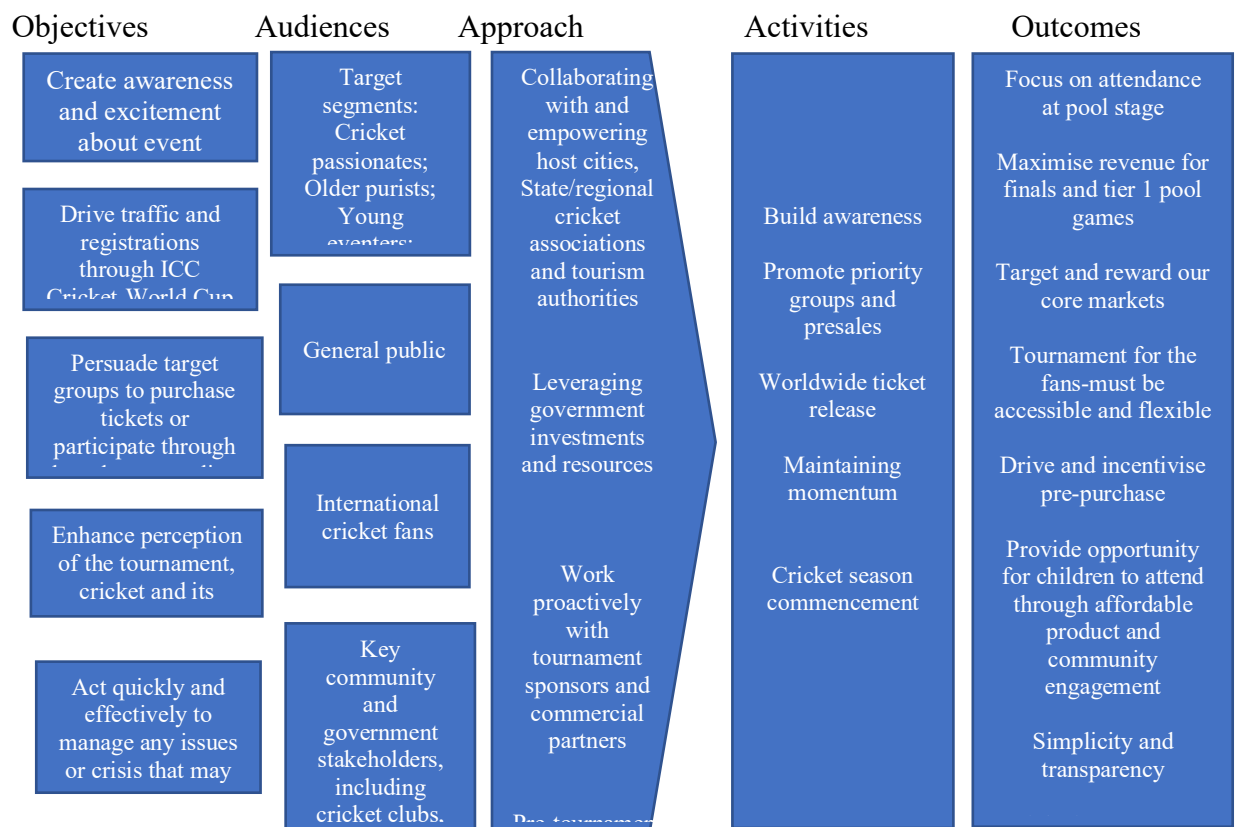 Objectives
Audiences
Approach
Activities
Outcomes
Create awareness
and excitement
about event
Drive traffic and
registrations
through ICC
Cricket World Cup
Persuade target
groups to purchase
tickets or
participate through
Enhance perception
of the tournament,
cricket and its
Act quickly and
effectively to
manage any issues
or crisis that may
Target
segments:
Cricket
passionates;
Older purists;
Young
eventers;
General public
International
cricket fans
Key
community
and
government
stakeholders,
including
cricket clubs,
Collaborating
with and
empowering
host cities,
State/regional
cricket
associations
and tourism
authorities
Leveraging
government
investments
and resources
Work
proactively
with
tournament
sponsors and
commercial
partners
Build awareness
Promote priority
groups and
presales
Worldwide ticket
release
Maintaining
momentum
Cricket season
commencement
Focus on attendance
at pool stage
Maximise revenue for
finals and tier 1 pool
games
Target and reward our
core markets
Tournament for the
fans-must be
accessible and flexible
Drive and incentivise
pre-purchase
Provide opportunity
for children to attend
through affordable
product and
community
engagement
Simplicity and
transparency